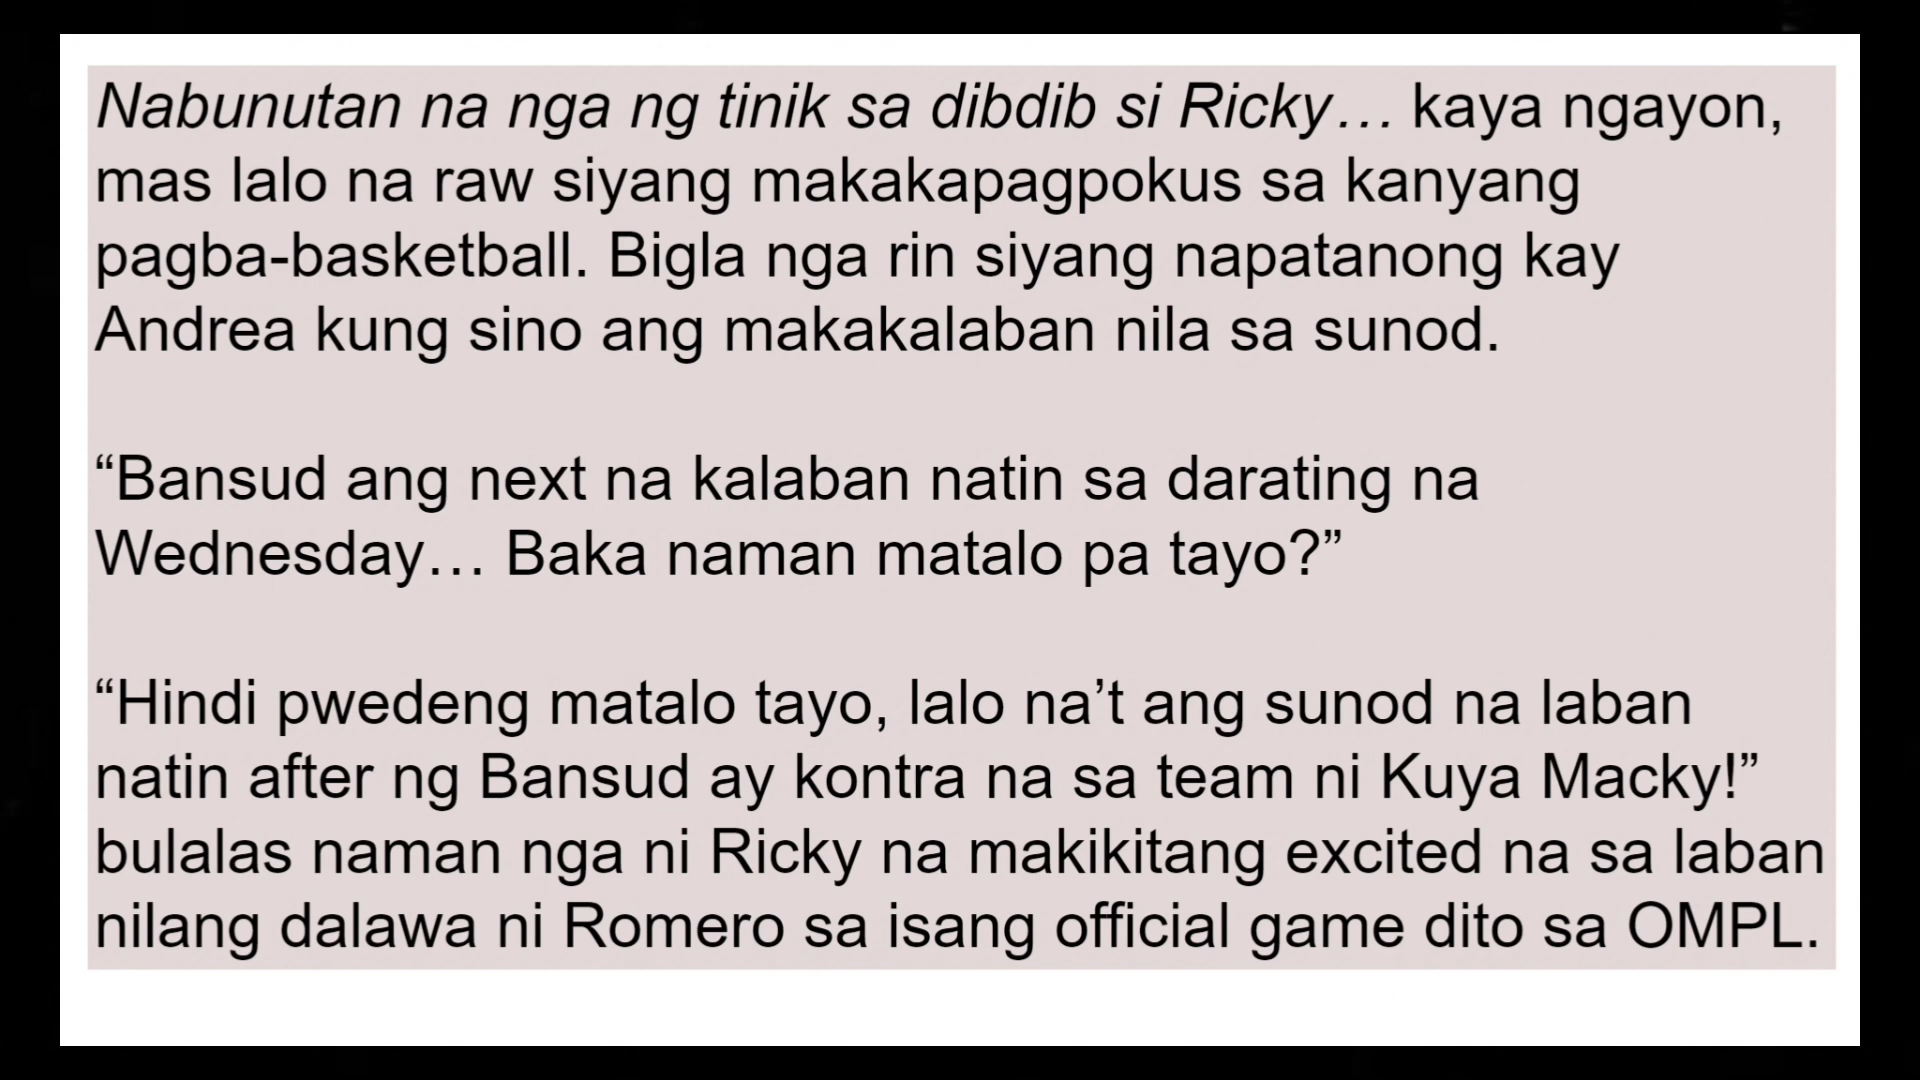 Nabunutan na nga ng tinik sa dibdib si Ricky… kaya ngayon,
mas lalo na raw siyang makakapagpokus sa kanyang
pagba-basketball. Bigla nga rin siyang napatanong kay
Andrea kung sino ang makakalaban nila sa sunod.
“Bansud ang next na kalaban natin sa darating na
Wednesday… Baka naman matalo pa tayo?”
“Hindi pwedeng matalo tayo, lalo na’t ang sunod na laban
natin after ng Bansud ay kontra na sa team ni Kuya Macky!”
bulalas naman nga ni Ricky na makikitang excited na sa laban
nilang dalawa ni Romero sa isang official game dito sa OMPL.